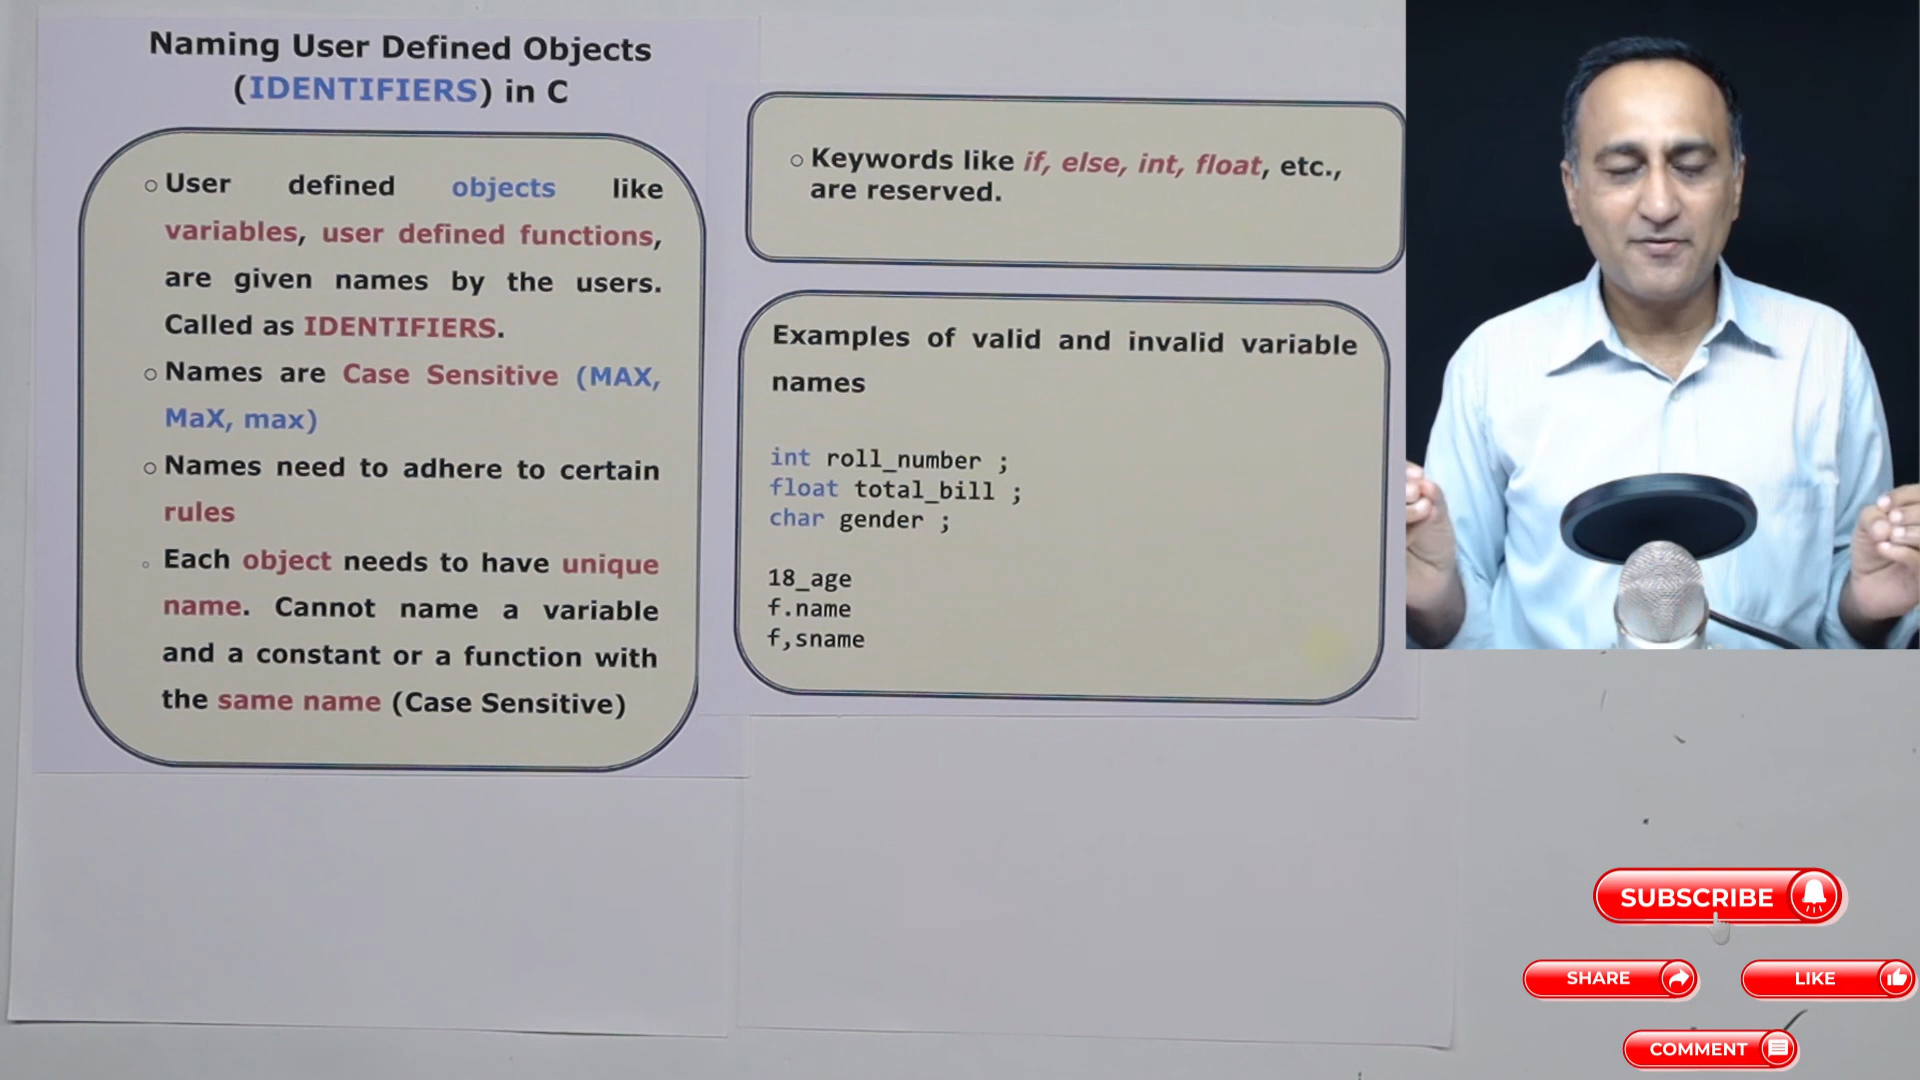 Naming User Defined Objects
(IDENTIFIERS) in C
○ User defined objects like
variables, user defined functions,
are given names by the users.
Called as IDENTIFIERS.
○ Names are Case Sensitive (MAX,
MaX, max)
○ Names need to adhere to certain
rules
○ Each object needs to have unique
name. Cannot name a variable
and a constant or a function with
the same name (Case Sensitive)
○ Keywords like if, else, int, float, etc.,
are reserved.
Examples of valid and invalid variable
names
int roll_number ;
float total_bill ;
char gender ;
18_age
f.name
f,sname
SUBSCRIBE
SHARE
LIKE
COMMENT